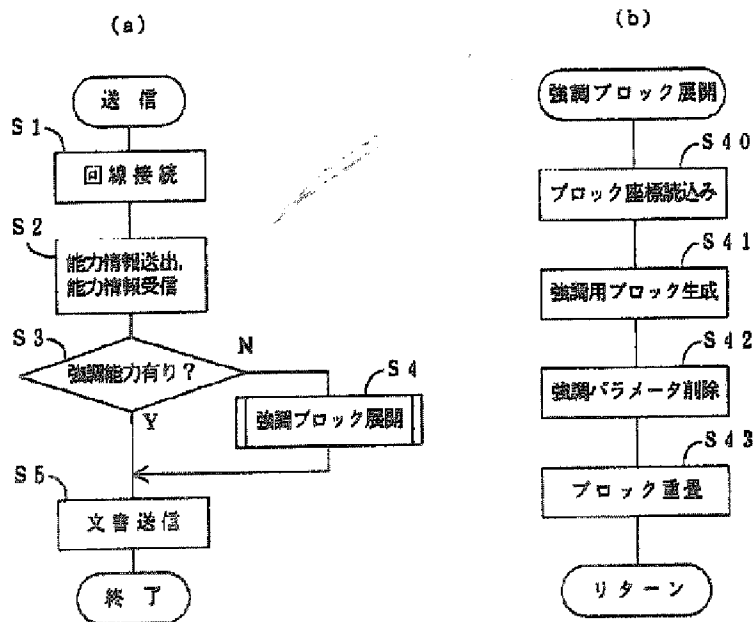 (a)
送信
S1
回線接続
S2
能力情報送出,
能力情報受信
S3
強調能力有り?
N
Y
S4
強調ブロック展開
S5
文書送信
終了
(b)
強調ブロック展開
S40
ブロック座標読込み
S41
強調用ブロック生成
S42
強調パラメータ削除
S43
ブロック重畳
リターン